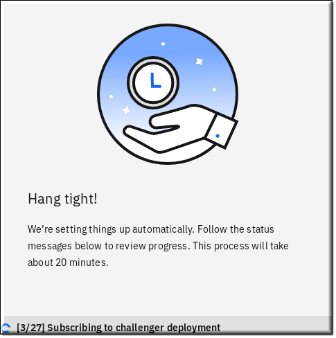 Hang tight!
We're setting things up automatically. Follow the status
messages below to review progress. This process will take
about 20 minutes.
[3/27] Subscribing to challenger deployment